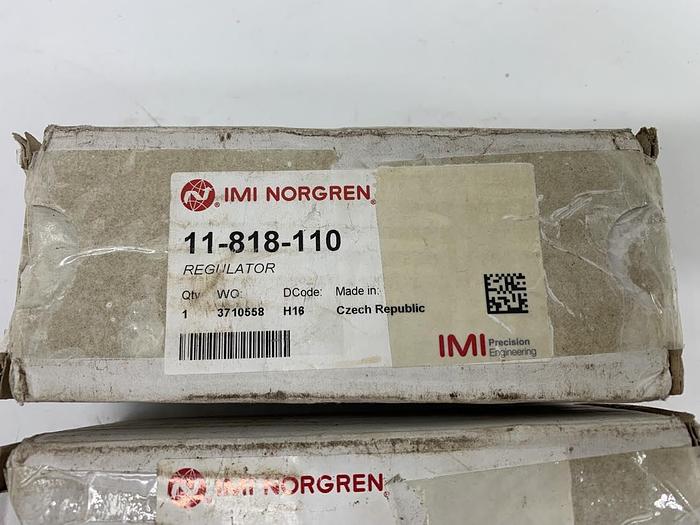 IMI NORGREN®
11-818-110
REGULATOR
Qty WO: DCode: Made in:
1 3710558 H16 Czech Republic
IMI Precision
Engineering
IMI NORGREN®